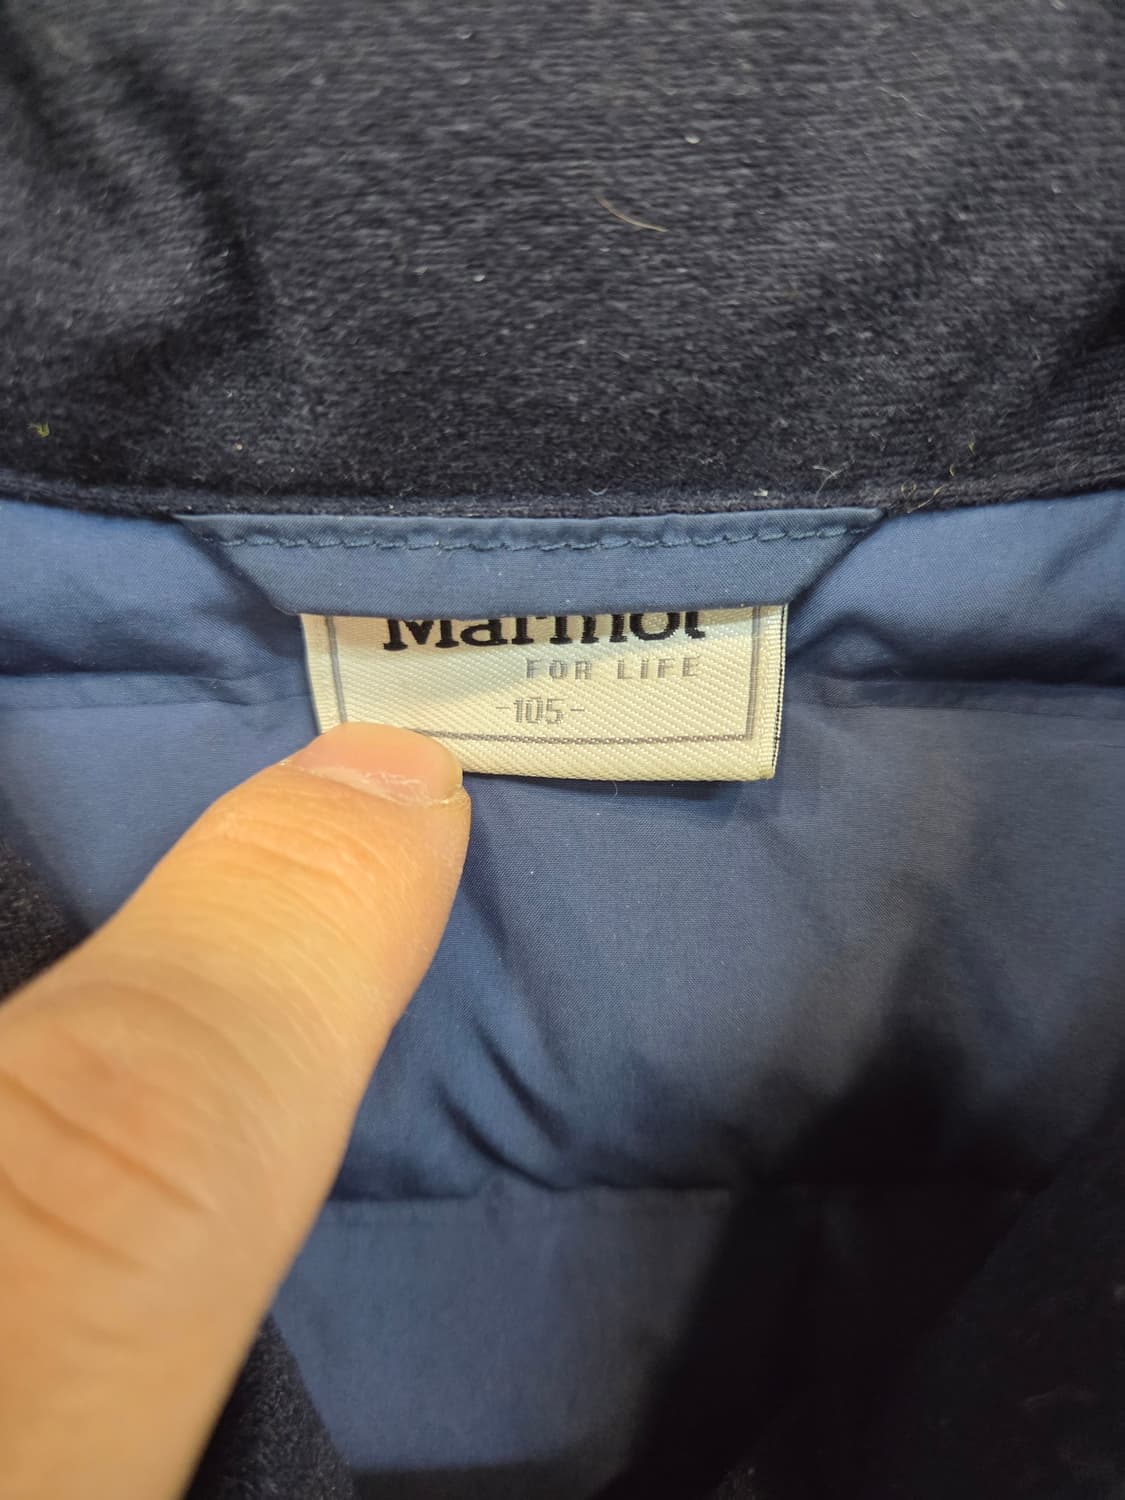 Marmot
FOR LIFE
-105-